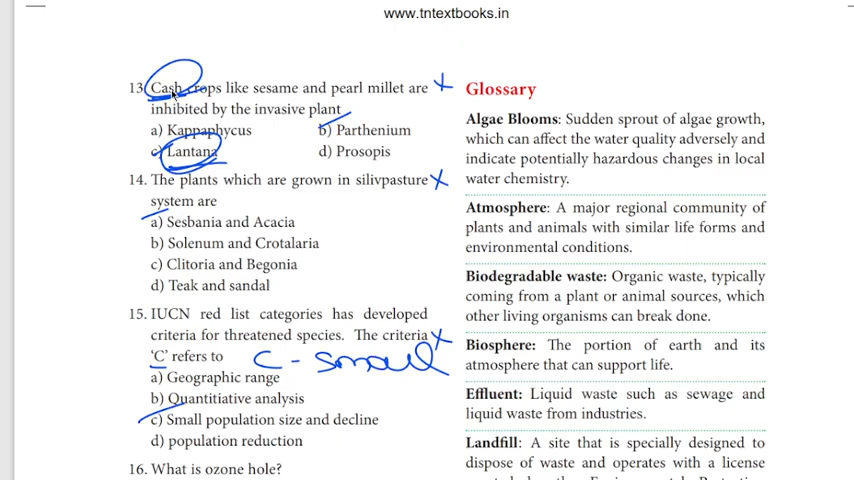 www.tntextbooks.in
13. Cash crops like sesame and pearl millet are
inhibited by the invasive plant
a) Kappaphycus b) Parthenium
c) Lantana d) Prosopis
14. The plants which are grown in silivpasture
system are
a) Sesbania and Acacia
b) Solenum and Crotalaria
c) Clitoria and Begonia
d) Teak and sandal
15. IUCN red list categories has developed
criteria for threatened species. The criteria
‘C’ refers to
C - small
a) Geographic range
b) Quantitiative analysis
c) Small population size and decline
d) population reduction
16. What is ozone hole?
Glossary
Algae Blooms: Sudden sprout of algae growth,
which can affect the water quality adversely and
indicate potentially hazardous changes in local
water chemistry.
Atmosphere: A major regional community of
plants and animals with similar life forms and
environmental conditions.
Biodegradable waste: Organic waste, typically
coming from a plant or animal sources, which
other living organisms can break done.
Biosphere: The portion of earth and its
atmosphere that can support life.
Effluent: Liquid waste such as sewage and
liquid waste from industries.
Landfill: A site that is specially designed to
dispose of waste and operates with a license